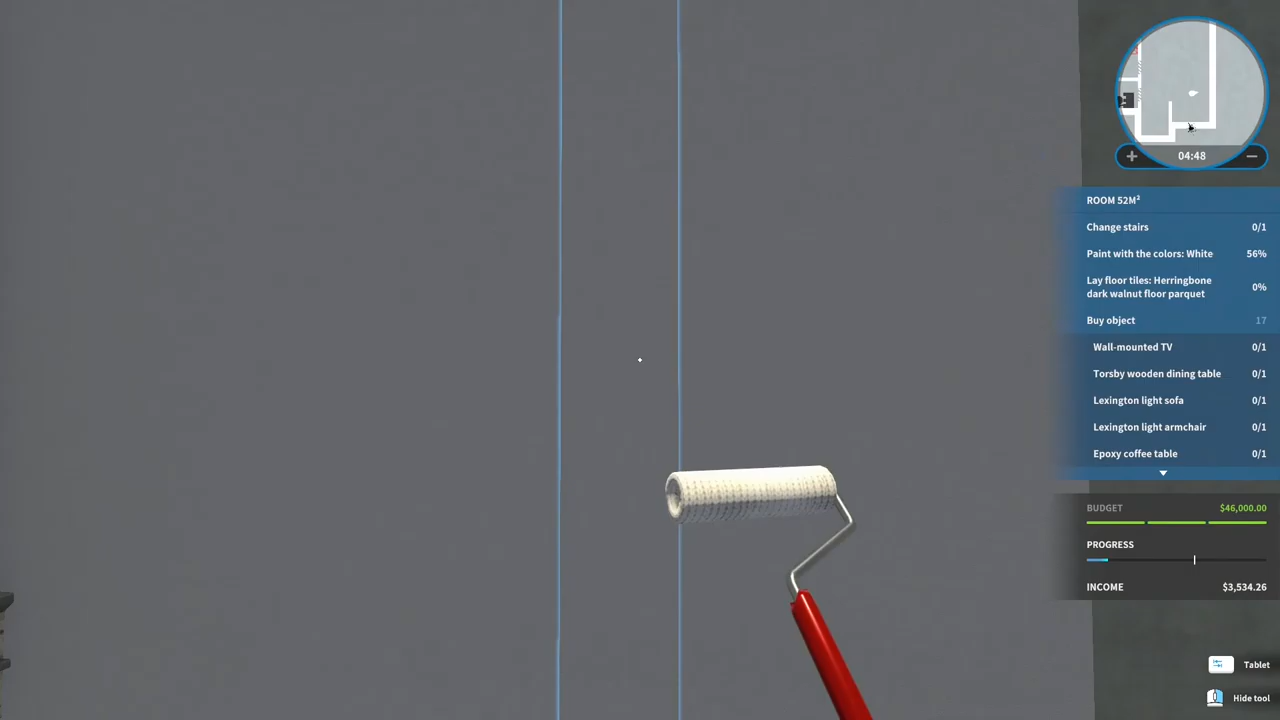 04:48
ROOM 52M²
Change stairs 0/1
Paint with the colors: White 56%
Lay floor tiles: Herringbone
dark walnut floor parquet 0%
Buy object 17
Wall-mounted TV 0/1
Torsby wooden dining table 0/1
Lexington light sofa 0/1
Lexington light armchair 0/1
Epoxy coffee table 0/1
BUDGET $46,000.00
PROGRESS
INCOME $3,534.26
Tablet
Hide tool